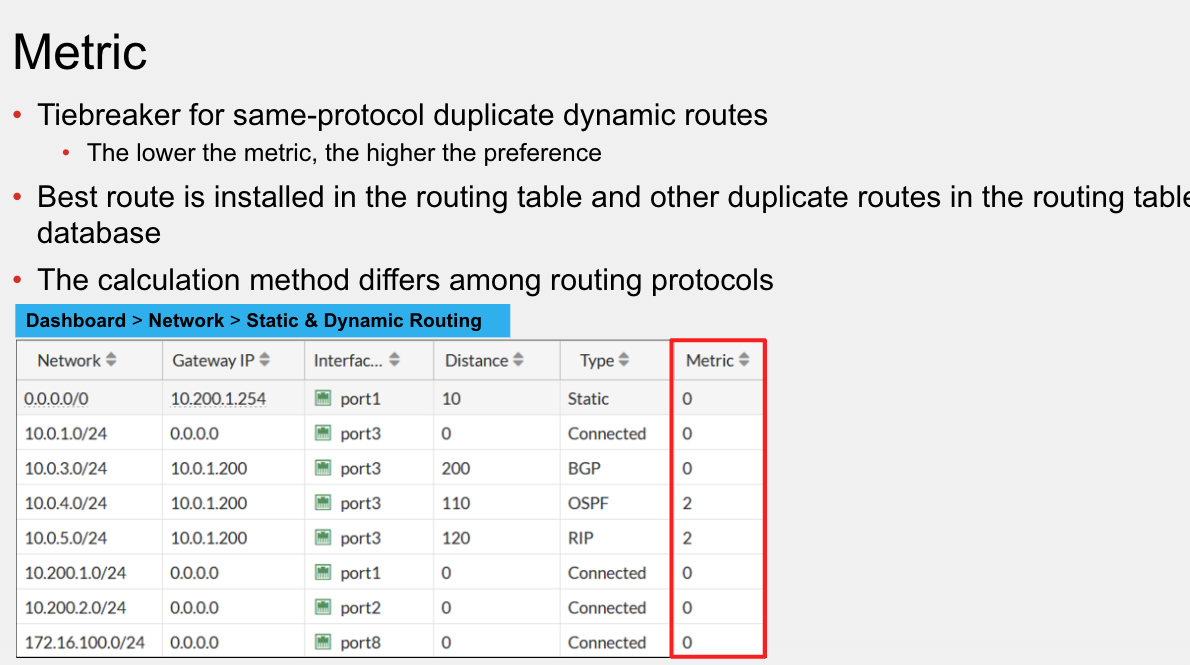 Metric
• Tiebreaker for same-protocol duplicate dynamic routes
• The lower the metric, the higher the preference
• Best route is installed in the routing table and other duplicate routes in the routing table
database
• The calculation method differs among routing protocols
Dashboard > Network > Static & Dynamic Routing
Network Gateway IP Interfac... Distance Type Metric
0.0.0.0/0 10.200.1.254 port1 10 Static 0
10.0.1.0/24 0.0.0.0 port3 0 Connected 0
10.0.3.0/24 10.0.1.200 port3 200 BGP 0
10.0.4.0/24 10.0.1.200 port3 110 OSPF 2
10.0.5.0/24 10.0.1.200 port3 120 RIP 2
10.200.1.0/24 0.0.0.0 port1 0 Connected 0
10.200.2.0/24 0.0.0.0 port2 0 Connected 0
172.16.100.0/24 0.0.0.0 port8 0 Connected 0